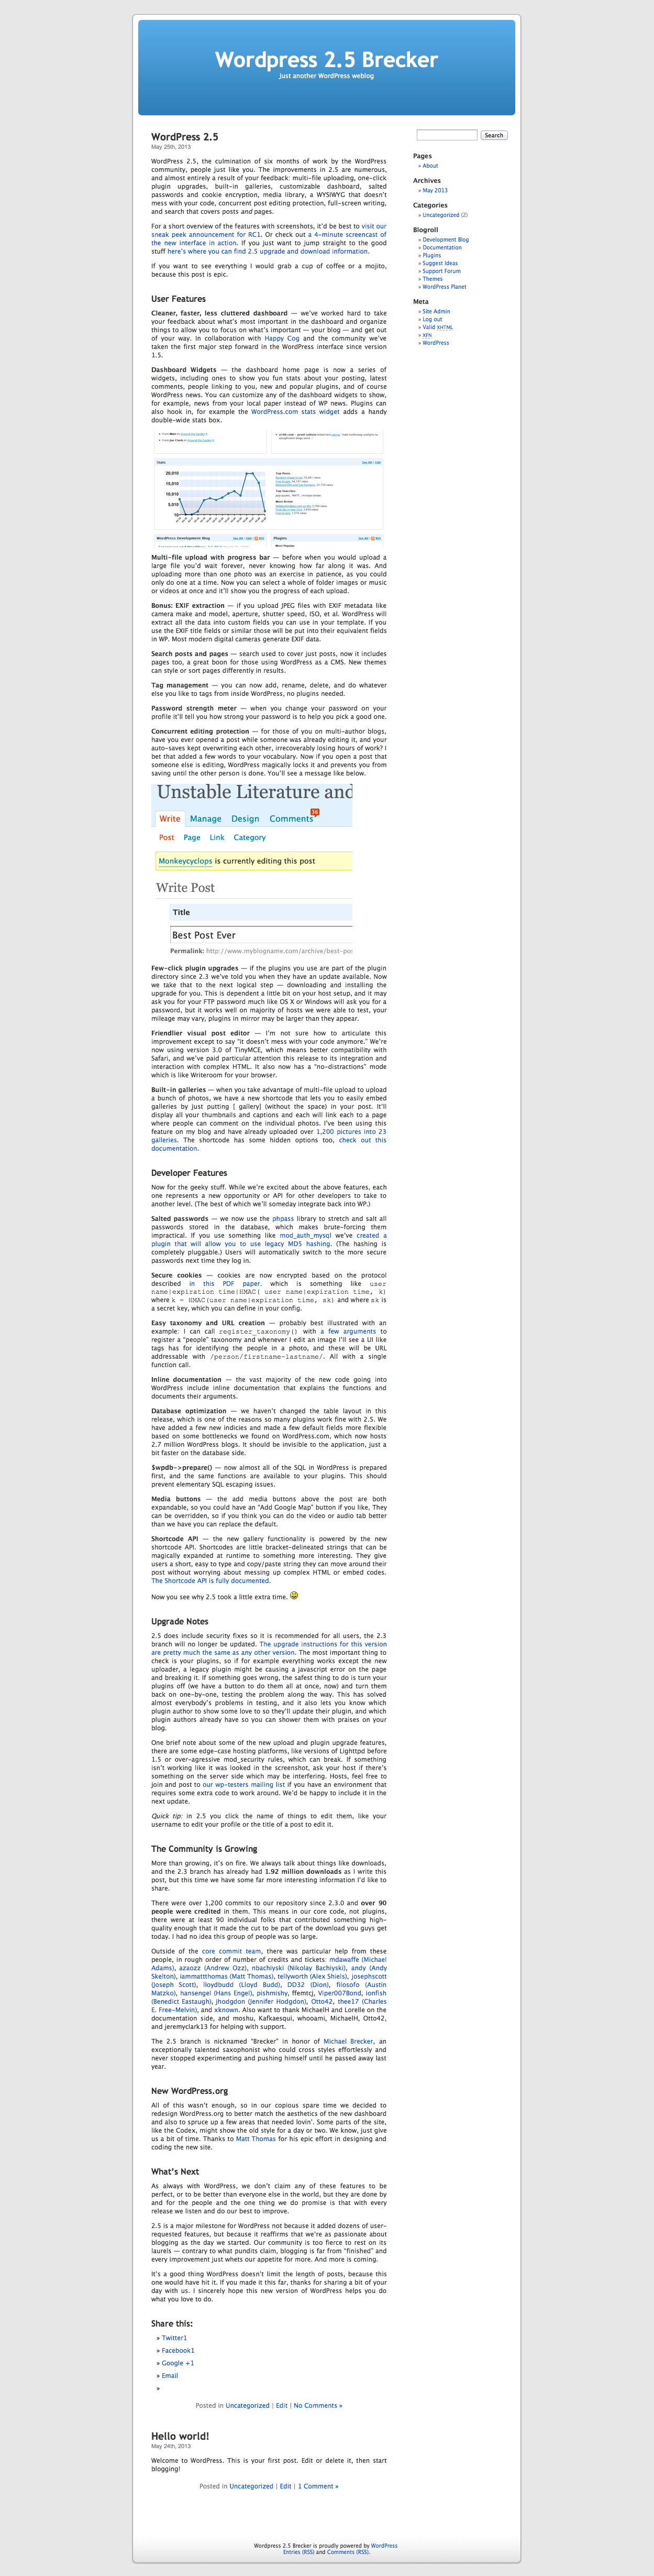 Wordpress 2.5 Brecker
Just another WordPress weblog
WordPress 2.5
May 25th, 2013
WordPress 2.5, the culmination of six months of work by the WordPress
community, people just like you. The improvements in 2.5 are numerous,
and almost entirely a result of your feedback: multi-file uploading, one-click
plugin upgrades, built-in galleries, customizable dashboard, salted
passwords and cookie encryption, media library, a WYSIWYG that doesn't
mess with your code, concurrent post editing protection, full-screen writing,
and search that covers posts and pages.
For a short overview of the features with screenshots, it'd be best to visit our
sneak peek announcement for RC1. Or check out a 4-minute screencast of
the new interface in action. If you just want to jump straight to the good
stuff here's where you can find 2.5 upgrade and download information.
If you want to see everything I would grab a cup of coffee or a mojito,
because this post is epic.
User Features
Cleaner, faster, less cluttered dashboard — we've worked hard to take
your feedback about what's most important in the dashboard and organize
things to allow you to focus on what's important — your blog — and get out
of your way. In collaboration with Happy Cog and the community we've
taken the first major step forward in the WordPress interface since version
1.5.
Dashboard Widgets — the dashboard home page is now a series of
widgets, including ones to show you fun stats about your posting, latest
comments, people linking to you, new and popular plugins, and of course
WordPress news. You can customize any of the dashboard widgets to show,
for example, news from your local paper instead of WP news. Plugins can
also hook in, for example the WordPress.com stats widget adds a handy
double-wide stats box.
Stats
See All | Edit
20,010
15,010
10,010
5,010
10
Top Posts
Top Searches
Most Active
WordPress Development Blog
See All | Edit | RSS
Plugins
See All | RSS
Most Popular
Multi-file upload with progress bar — before when you would upload a
large file you'd wait forever, never knowing how far along it was. And
uploading more than one photo was an exercise in patience, as you could
only do one at a time. Now you can select a whole of folder images or music
or videos at once and it'll show you the progress of each upload.
Bonus: EXIF extraction — if you upload JPEG files with EXIF metadata like
camera make and model, aperture, shutter speed, ISO, et al. WordPress will
extract all the data into custom fields you can use in your template. If you
use the EXIF title fields or similar those will be put into their equivalent fields
in WP. Most modern digital cameras generate EXIF data.
Search posts and pages — search used to cover just posts, now it includes
pages too, a great boon for those using WordPress as a CMS. New themes
can style or sort pages differently in results.
Tag management — you can now add, rename, delete, and do whatever
else you like to tags from inside WordPress, no plugins needed.
Password strength meter — when you change your password on your
profile it'll tell you how strong your password is to help you pick a good one.
Concurrent editing protection — for those of you on multi-author blogs,
have you ever opened a post while someone was already editing it, and your
auto-saves kept overwriting each other, irrecoverably losing hours of work? I
bet that added a few words to your vocabulary. Now if you open a post that
someone else is editing, WordPress magically locks it and prevents you from
saving until the other person is done. You'll see a message like below.
Unstable Literature and
Write Manage Design Comments 36
Post Page Link Category
Monkeycyclops is currently editing this post
Write Post
Title
Best Post Ever
Permalink: http://www.myblogname.com/archive/best-pos
Few-click plugin upgrades — if the plugins you use are part of the plugin
directory since 2.3 we've told you when they have an update available. Now
we take that to the next logical step — downloading and installing the
upgrade for you. This is dependent a little bit on your host setup, and it may
ask you for your FTP password much like OS X or Windows will ask you for a
password, but it works well on majority of hosts we were able to test, your
mileage may vary, plugins in mirror may be larger than they appear.
Friendlier visual post editor — I'm not sure how to articulate this
improvement except to say "it doesn't mess with your code anymore." We're
now using version 3.0 of TinyMCE, which means better compatibility with
Safari, and we've paid particular attention this release to its integration and
interaction with complex HTML. It also now has a "no-distractions" mode
which is like Writeroom for your browser.
Built-in galleries — when you take advantage of multi-file upload to upload
a bunch of photos, we have a new shortcode that lets you to easily embed
galleries by just putting [ gallery] (without the space) in your post. It'll
display all your thumbnails and captions and each will link each to a page
where people can comment on the individual photos. I've been using this
feature on my blog and have already uploaded over 1,200 pictures into 23
galleries. The shortcode has some hidden options too, check out this
documentation.
Developer Features
Now for the geeky stuff. While we're excited about the above features, each
one represents a new opportunity or API for other developers to take to
another level. (The best of which we'll someday integrate back into WP.)
Salted passwords — we now use the phpass library to stretch and salt all
passwords stored in the database, which makes brute-forcing them
impractical. If you use something like mod_auth_mysql we've created a
plugin that will allow you to use legacy MD5 hashing. (The hashing is
completely pluggable.) Users will automatically switch to the more secure
passwords next time they log in.
Secure cookies — cookies are now encrypted based on the protocol
described in this PDF paper. which is something like user
name|expiration time|HMAC( user name|expiration time, k)
where k = HMAC(user name|expiration time, sk) and where sk is
a secret key, which you can define in your config.
Easy taxonomy and URL creation — probably best illustrated with an
example: I can call register_taxonomy() with a few arguments to
register a "people" taxonomy and whenever I edit an image I'll see a UI like
tags has for identifying the people in a photo, and these will be URL
addressable with /person/firstname-lastname/. All with a single
function call.
Inline documentation — the vast majority of the new code going into
WordPress include inline documentation that explains the functions and
documents their arguments.
Database optimization — we haven't changed the table layout in this
release, which is one of the reasons so many plugins work fine with 2.5. We
have added a few new indicies and made a few default fields more flexible
based on some bottlenecks we found on WordPress.com, which now hosts
2.7 million WordPress blogs. It should be invisible to the application, just a
bit faster on the database side.
$wpdb->prepare() — now almost all of the SQL in WordPress is prepared
first, and the same functions are available to your plugins. This should
prevent elementary SQL escaping issues.
Media buttons — the add media buttons above the post are both
expandable, so you could have an "Add Google Map" button if you like, They
can be overridden, so if you think you can do the video or audio tab better
than we have you can replace the default.
Shortcode API — the new gallery functionality is powered by the new
shortcode API. Shortcodes are little bracket-delineated strings that can be
magically expanded at runtime to something more interesting. They give
users a short, easy to type and copy/paste string they can move around their
post without worrying about messing up complex HTML or embed codes.
The Shortcode API is fully documented.
Now you see why 2.5 took a little extra time.
Upgrade Notes
2.5 does include security fixes so it is recommended for all users, the 2.3
branch will no longer be updated. The upgrade instructions for this version
are pretty much the same as any other version. The most important thing to
check is your plugins, so if for example everything works except the new
uploader, a legacy plugin might be causing a javascript error on the page
and breaking it. If something goes wrong, the safest thing to do is turn your
plugins off (we have a button to do them all at once, now) and turn them
back on one-by-one, testing the problem along the way. This has solved
almost everybody's problems in testing, and it also lets you know which
plugin author to show some love to so they'll update their plugin, and which
plugin authors already have so you can shower them with praises on your
blog.
One brief note about some of the new upload and plugin upgrade features,
there are some edge-case hosting platforms, like versions of Lighttpd before
1.5 or over-agressive mod_security rules, which can break. If something
isn't working like it was looked in the screenshot, ask your host if there's
something on the server side which may be interfering. Hosts, feel free to
join and post to our wp-testers mailing list if you have an environment that
requires some extra code to work around. We'd be happy to include it in the
next update.
Quick tip: in 2.5 you click the name of things to edit them, like your
username to edit your profile or the title of a post to edit it.
The Community is Growing
More than growing, it's on fire. We always talk about things like downloads,
and the 2.3 branch has already had 1.92 million downloads as I write this
post, but this time we have some far more interesting information I'd like to
share.
There were over 1,200 commits to our repository since 2.3.0 and over 90
people were credited in them. This means in our core code, not plugins,
there were at least 90 individual folks that contributed something high-
quality enough that it made the cut to be part of the download you guys get
today. I had no idea this group of people was so large.
Outside of the core commit team, there was particular help from these
people, in rough order of number of credits and tickets: mdawaffe (Michael
Adams), azaozz (Andrew Ozz), nbachiyski (Nikolay Bachiyski), andy (Andy
Skelton), iammattthomas (Matt Thomas), tellyworth (Alex Shiels), josephscott
(Joseph Scott), lloydbudd (Lloyd Budd), DD32 (Dion), filosofo (Austin
Matzko), hansengel (Hans Engel), pishmishy, ffemtcj, Viper007Bond, ionfish
(Benedict Eastaugh), jhodgdon (Jennifer Hodgdon), Otto42, thee17 (Charles
E. Free-Melvin), and xknown. Also want to thank MichaelH and Lorelle on the
documentation side, and moshu, Kafkaesqui, whooami, MichaelH, Otto42,
and jeremyclark13 for helping with support.
The 2.5 branch is nicknamed "Brecker" in honor of Michael Brecker, an
exceptionally talented saxophonist who could cross styles effortlessly and
never stopped experimenting and pushing himself until he passed away last
year.
New WordPress.org
All of this wasn't enough, so in our copious spare time we decided to
redesign WordPress.org to better match the aesthetics of the new dashboard
and also to spruce up a few areas that needed lovin'. Some parts of the site,
like the Codex, might show the old style for a day or two. We know, just give
us a bit of time. Thanks to Matt Thomas for his epic effort in designing and
coding the new site.
What's Next
As always with WordPress, we don't claim any of these features to be
perfect, or to be better than everyone else in the world, but they are done by
and for the people and the one thing we do promise is that with every
release we listen and do our best to improve.
2.5 is a major milestone for WordPress not because it added dozens of user-
requested features, but because it reaffirms that we're as passionate about
blogging as the day we started. Our community is too fierce to rest on its
laurels — contrary to what pundits claim, blogging is far from "finished" and
every improvement just whets our appetite for more. And more is coming.
It's a good thing WordPress doesn't limit the length of posts, because this
one would have hit it. If you made it this far, thanks for sharing a bit of your
day with us. I sincerely hope this new version of WordPress helps you do
what you love to do.
Share this:
» Twitter1
» Facebook1
» Google +1
» Email
»
Posted in Uncategorized | Edit | No Comments »
Hello world!
May 24th, 2013
Welcome to WordPress. This is your first post. Edit or delete it, then start
blogging!
Posted in Uncategorized | Edit | 1 Comment »
Search
Pages
» About
Archives
» May 2013
Categories
» Uncategorized (2)
Blogroll
» Development Blog
» Documentation
» Plugins
» Suggest Ideas
» Support Forum
» Themes
» WordPress Planet
Meta
» Site Admin
» Log out
» Valid XHTML
» XFN
» WordPress
Wordpress 2.5 Brecker is proudly powered by WordPress
Entries (RSS) and Comments (RSS).